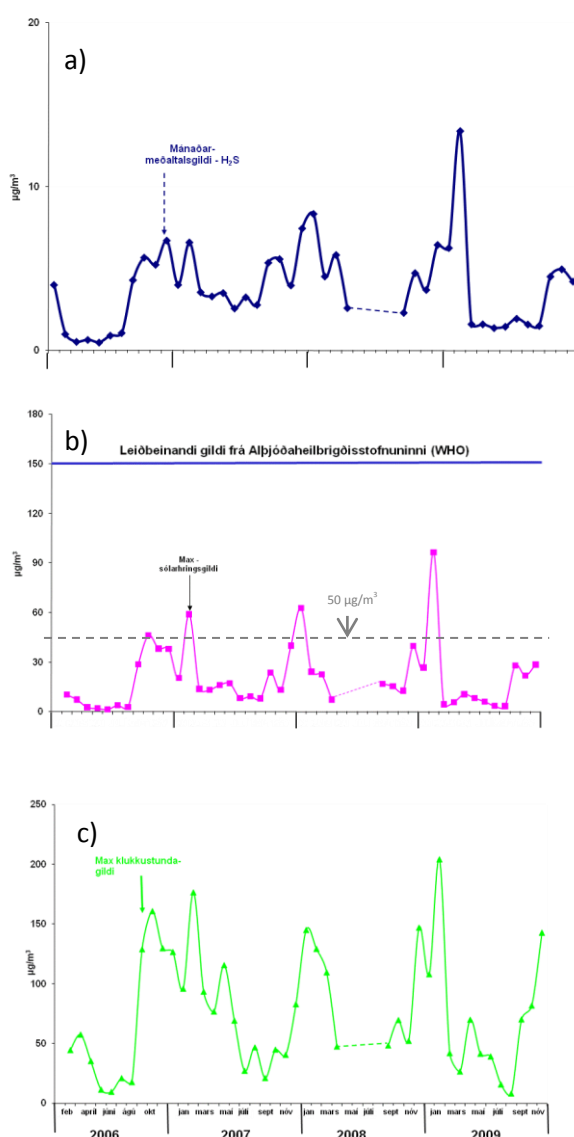 20
a)
Mánaðar-
meðaltalsgildi - H₂S
µg/m³
10
0
180
b)
Leiðbeinandi gildi frá Alþjóðaheilbrigðisstofnuninni (WHO)
150
120
µg/m³
Max -
sólarhringsgildi
90
50 µg/m³
60
30
0
250
c)
Max klukkustunda-
gildi
200
µg/m³
150
100
50
0
feb april júní ágú okt jan mars maí júlí sept nóv jan mars maí júlí sept nóv jan mars maí júlí sept nóv
2006 2007 2008 2009